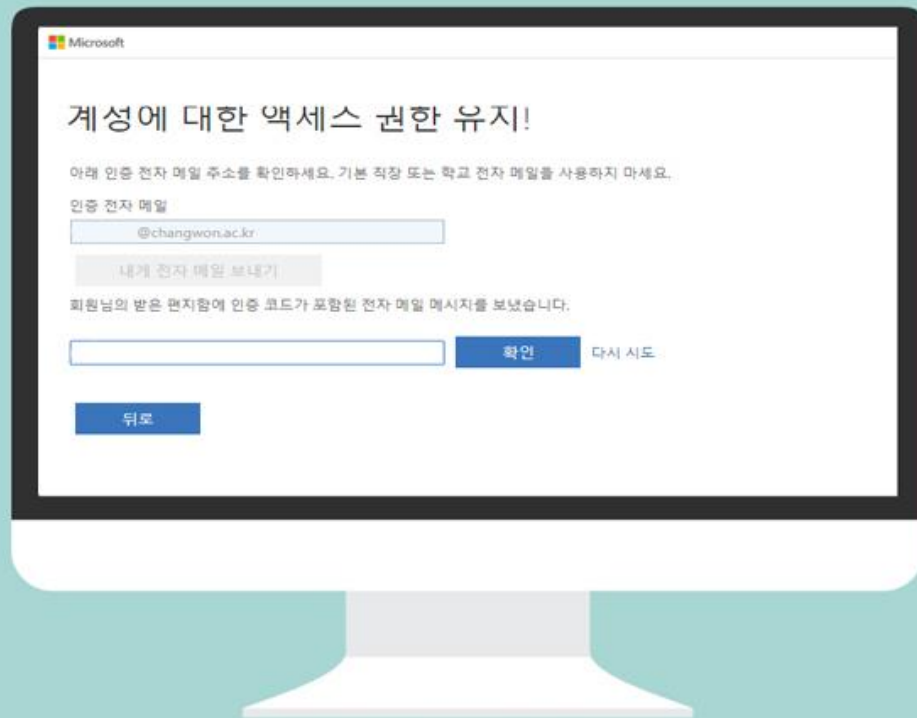 Microsoft
계정에 대한 액세스 권한 유지!
아래 인증 전자 메일 주소를 확인하세요. 기본 직장 또는 학교 전자 메일을 사용하지 마세요.
인증 전자 메일
@changwon.ac.kr
내게 전자 메일 보내기
회원님의 받은 편지함에 인증 코드가 포함된 전자 메일 메시지를 보냈습니다.
확인 다시 시도
뒤로